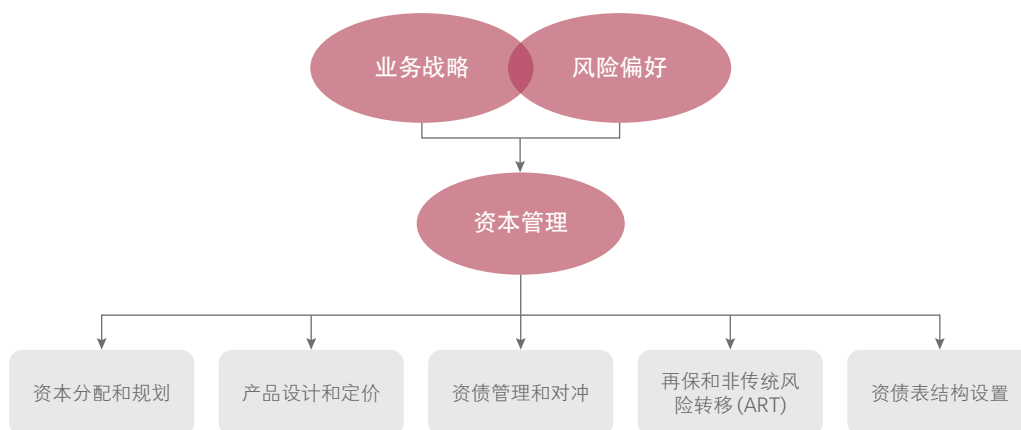 业务战略
风险偏好
资本管理
资本分配和规划
产品设计和定价
资债管理和对冲
再保和非传统风
险转移(ART)
资债表结构设置